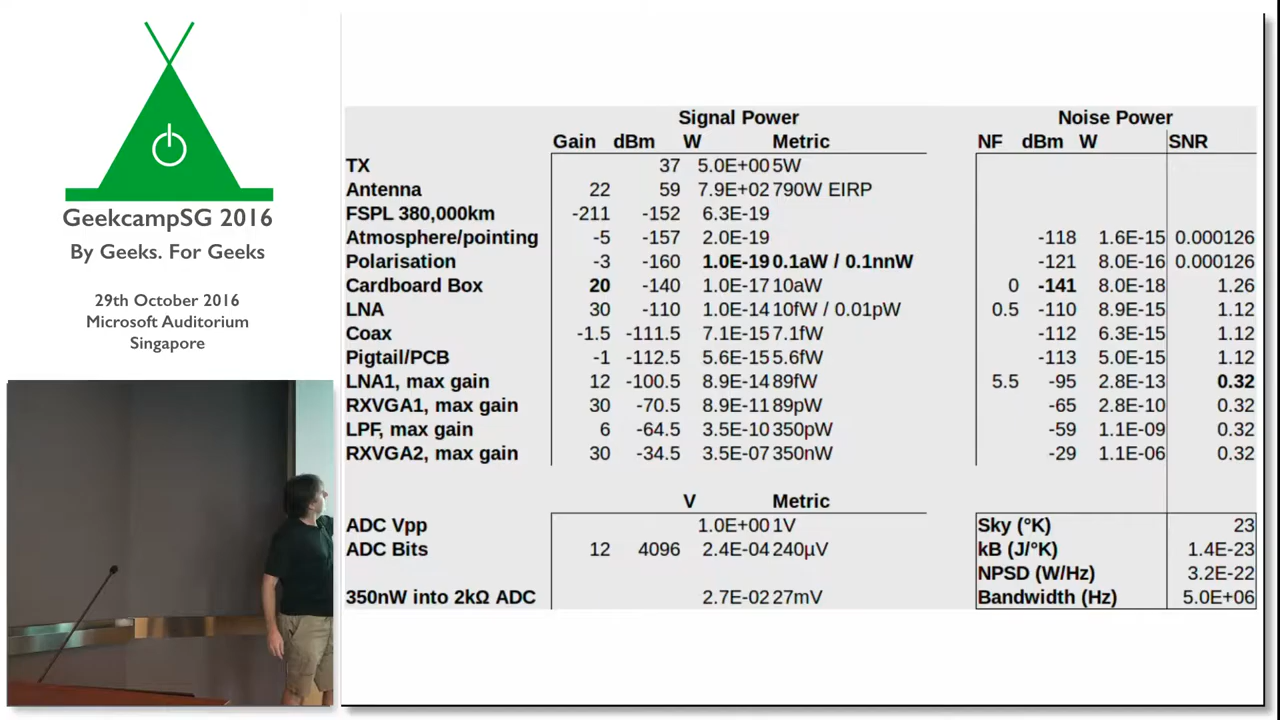 GeekcampSG 2016
By Geeks. For Geeks
29th October 2016
Microsoft Auditorium
Singapore
Signal Power Noise Power
Gain dBm W Metric NF dBm W SNR
TX 37 5.0E+00 5W
Antenna 22 59 7.9E+02 790W EIRP
FSPL 380,000km -211 -152 6.3E-19
Atmosphere/pointing -5 -157 2.0E-19 -118 1.6E-15 0.000126
Polarisation -3 -160 1.0E-19 0.1aW / 0.1nnW -121 8.0E-16 0.000126
Cardboard Box 20 -140 1.0E-17 10aW 0 -141 8.0E-18 1.26
LNA 30 -110 1.0E-14 10fW / 0.01pW 0.5 -110 8.9E-15 1.12
Coax -1.5 -111.5 7.1E-15 7.1fW -112 6.3E-15 1.12
Pigtail/PCB -1 -112.5 5.6E-15 5.6fW -113 5.0E-15 1.12
LNA1, max gain 12 -100.5 8.9E-14 89fW 5.5 -95 2.8E-13 0.32
RXVGA1, max gain 30 -70.5 8.9E-11 89pW -65 2.8E-10 0.32
LPF, max gain 6 -64.5 3.5E-10 350pW -59 1.1E-09 0.32
RXVGA2, max gain 30 -34.5 3.5E-07 350nW -29 1.1E-06 0.32
V Metric
ADC Vpp 1.0E+00 1V Sky (°K) 23
ADC Bits 12 4096 2.4E-04 240µV kB (J/°K) 1.4E-23
NPSD (W/Hz) 3.2E-22
350nW into 2kΩ ADC 2.7E-02 27mV Bandwidth (Hz) 5.0E+06